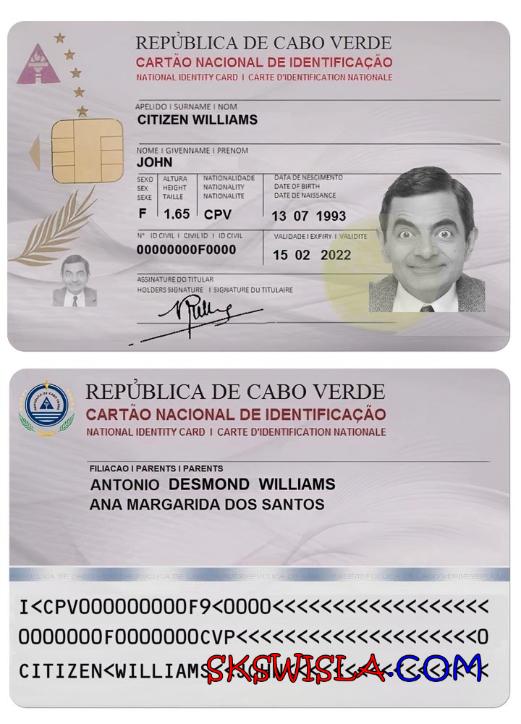 REPÚBLICA DE CABO VERDE
CARTÃO NACIONAL DE IDENTIFICAÇÃO
NATIONAL IDENTITY CARD I CARTE D'IDENTIFICATION NATIONALE
APELIDO I SURNAME I NOM
CITIZEN WILLIAMS
NOME I GIVENNAME I PRENOM
JOHN
SEXO ALTURA NATIONALIDADE DATA DE NESCIMENTO
SEX HEIGHT NATIONALITY DATE OF BIRTH
SEXE TAILLE NATIONALITE DATE DE NAISSANCE
F 1.65 CPV 13 07 1993
Nº ID CIVIL I CIVIL ID I ID CIVIL VALIDADE I EXPIRY I VALIDITE
00000000F0000 15 02 2022
ASSINATURE DO TITULAR
HOLDERS SIGNATURE I SIGNATURE DU TITULAIRE
REPÚBLICA DE CABO VERDE
CARTÃO NACIONAL DE IDENTIFICAÇÃO
NATIONAL IDENTITY CARD I CARTE D'IDENTIFICATION NATIONALE
FILIACAO I PARENTS I PARENTS
ANTONIO DESMOND WILLIAMS
ANA MARGARIDA DOS SANTOS
I<CPV000000000F9<0000<<<<<<<<<<<<<<<<<<
0000000F0000000CVP<<<<<<<<<<<<<<<<<<<<0
CITIZEN<WILLIAMS
SKSWISLA.COM